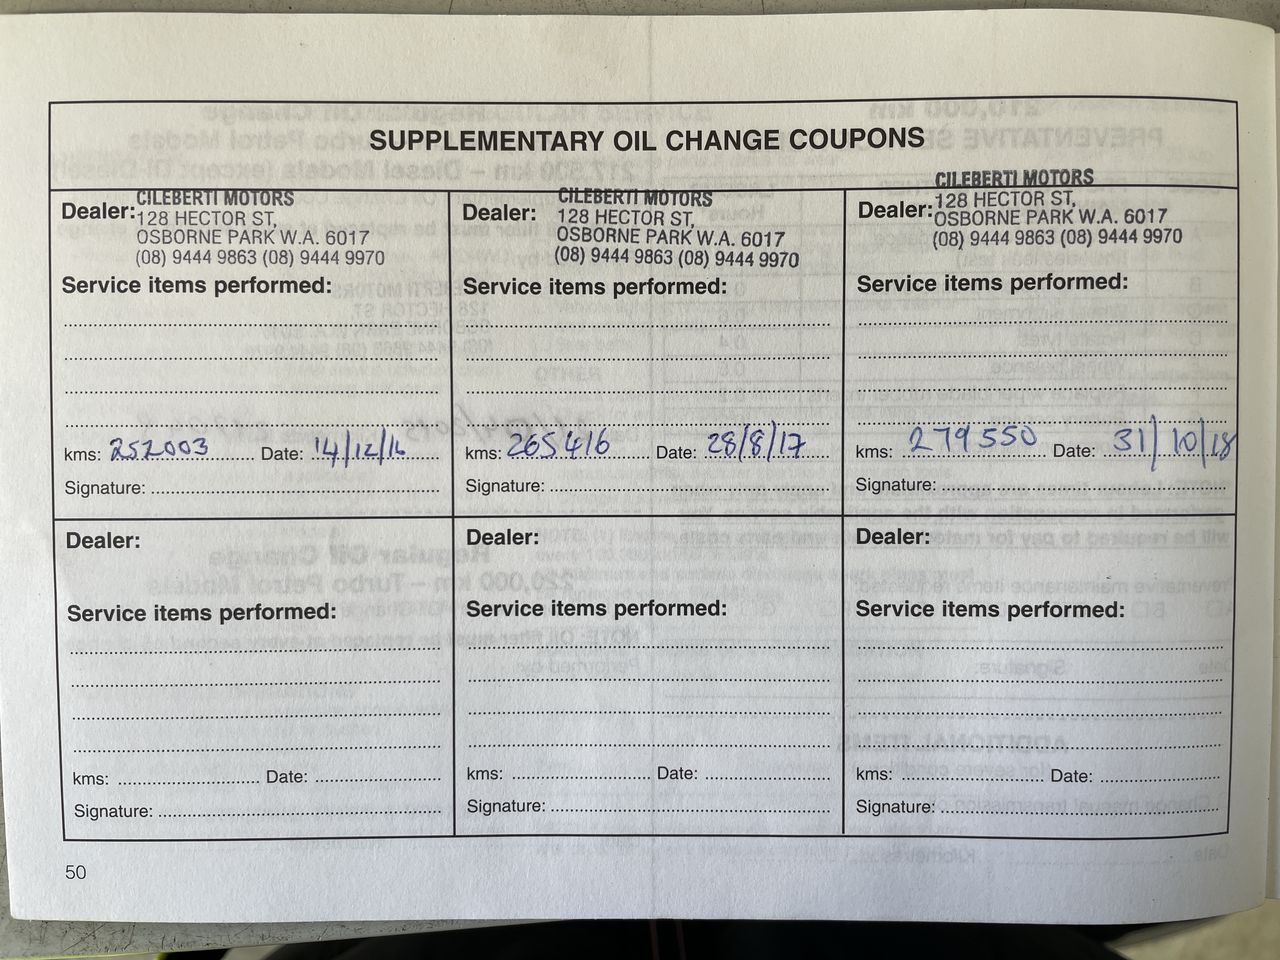 SUPPLEMENTARY OIL CHANGE COUPONS
Dealer: CILEBERTI MOTORS
128 HECTOR ST,
OSBORNE PARK W.A. 6017
(08) 9444 9863 (08) 9444 9970
Service items performed:
kms: 252003 Date: 14/12/16
Signature:
Dealer: CILEBERTI MOTORS
128 HECTOR ST,
OSBORNE PARK W.A. 6017
(08) 9444 9863 (08) 9444 9970
Service items performed:
kms: 265416 Date: 28/8/17
Signature:
Dealer: CILEBERTI MOTORS
128 HECTOR ST,
OSBORNE PARK W.A. 6017
(08) 9444 9863 (08) 9444 9970
Service items performed:
kms: 279550 Date: 31/10/18
Signature:
Dealer:
Service items performed:
kms: Date:
Signature:
Dealer:
Service items performed:
kms: Date:
Signature:
Dealer:
Service items performed:
kms: Date:
Signature:
50